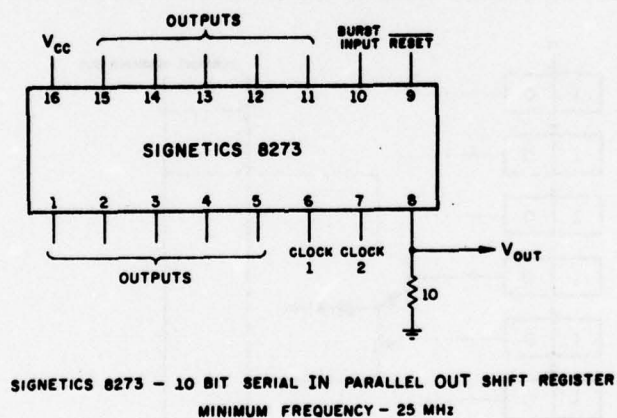 OUTPUTS
VCC
BURST INPUT
RESET
16 15 14 13 12 11 10 9
SIGNETICS 8273
1 2 3 4 5 6 7 8
CLOCK 1
CLOCK 2
VOUT
OUTPUTS
10
SIGNETICS 8273 - 10 BIT SERIAL IN PARALLEL OUT SHIFT REGISTER
MINIMUM FREQUENCY - 25 MHz